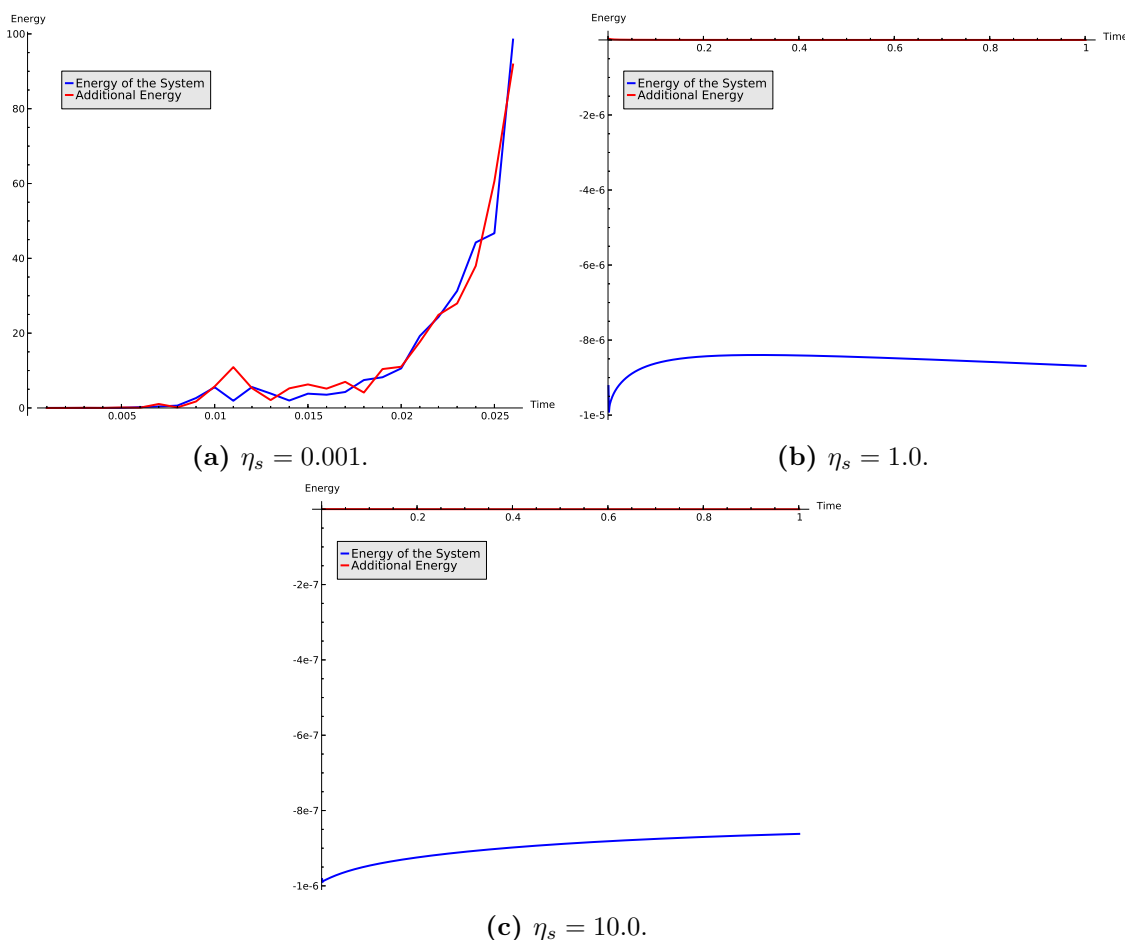 Energy
100
80
60
40
20
0
Energy of the System
Additional Energy
0.005 0.01 0.015 0.02 0.025
Time
(a) ηs = 0.001.
Energy
Time
0.2 0.4 0.6 0.8 1
Energy of the System
Additional Energy
-2e-6
-4e-6
-6e-6
-8e-6
-1e-5
(b) ηs = 1.0.
Energy
Time
0.2 0.4 0.6 0.8 1
Energy of the System
Additional Energy
-2e-7
-4e-7
-6e-7
-8e-7
-1e-6
(c) ηs = 10.0.